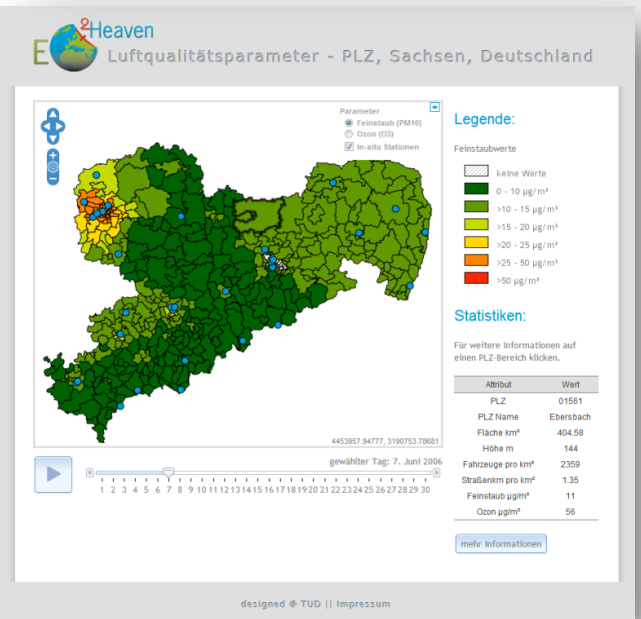 EO2Heaven
Luftqualitätsparameter - PLZ, Sachsen, Deutschland
Parameter
Feinstaub (PM10)
Ozon (O3)
In-situ Stationen
4453857.94777, 3190753.78681
gewählter Tag: 7. Juni 2006
1 2 3 4 5 6 7 8 9 10 11 12 13 14 15 16 17 18 19 20 21 22 23 24 25 26 27 28 29 30
Legende:
Feinstaubwerte
keine Werte
0 - 10 µg/m³
>10 - 15 µg/m³
>15 - 20 µg/m³
>20 - 25 µg/m³
>25 - 50 µg/m³
>50 µg/m³
Statistiken:
Für weitere Informationen auf
einen PLZ-Bereich klicken.
Attribut Wert
PLZ 01561
PLZ Name Ebersbach
Fläche km² 404.58
Höhe m 144
Fahrzeuge pro km² 2359
Straßenkm pro km² 1.35
Feinstaub µg/m³ 11
Ozon µg/m³ 56
mehr Informationen
designed @ TUD || Impressum